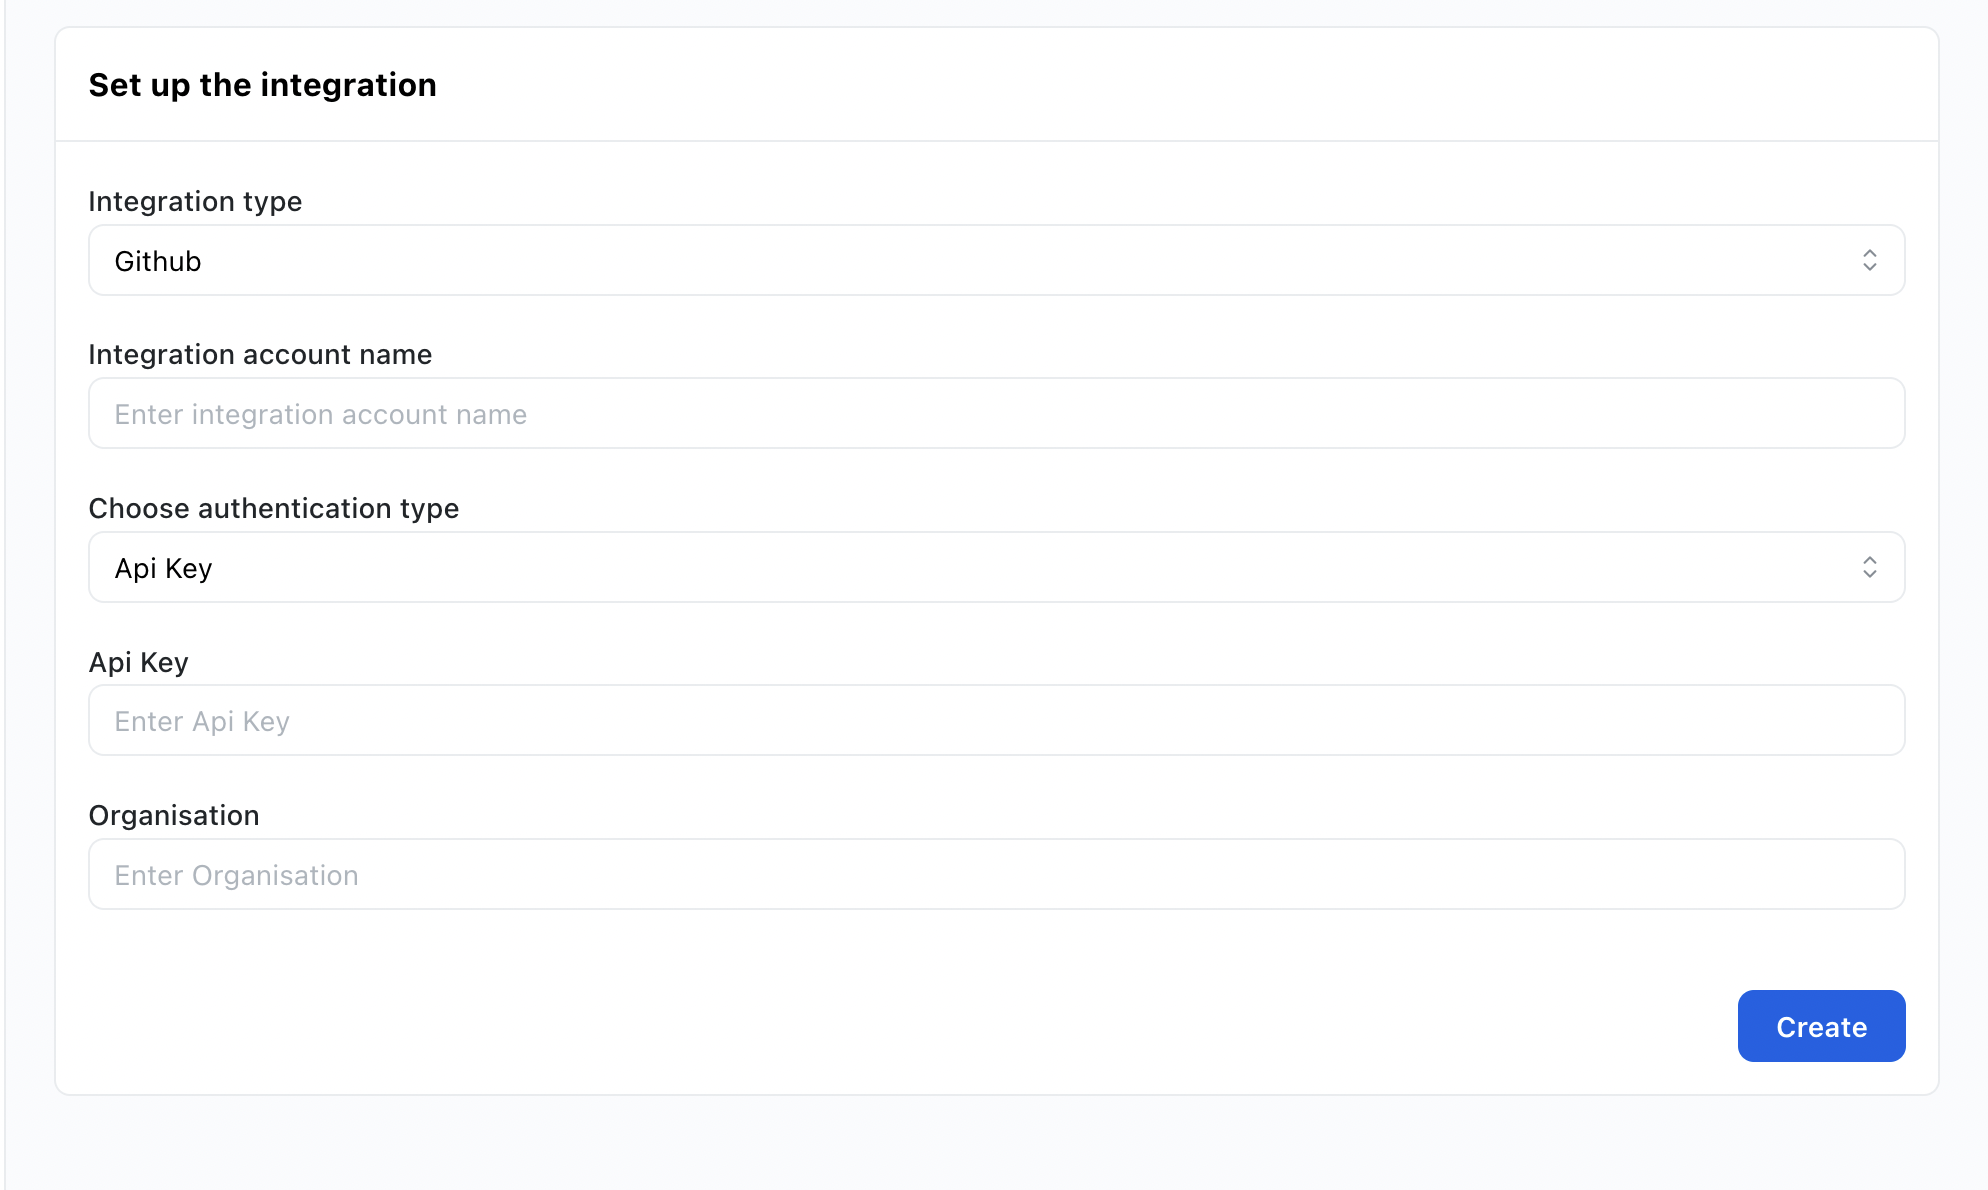 Set up the integration
Integration type
Github
Integration account name
Enter integration account name
Choose authentication type
Api Key
Api Key
Enter Api Key
Organisation
Enter Organisation
Create